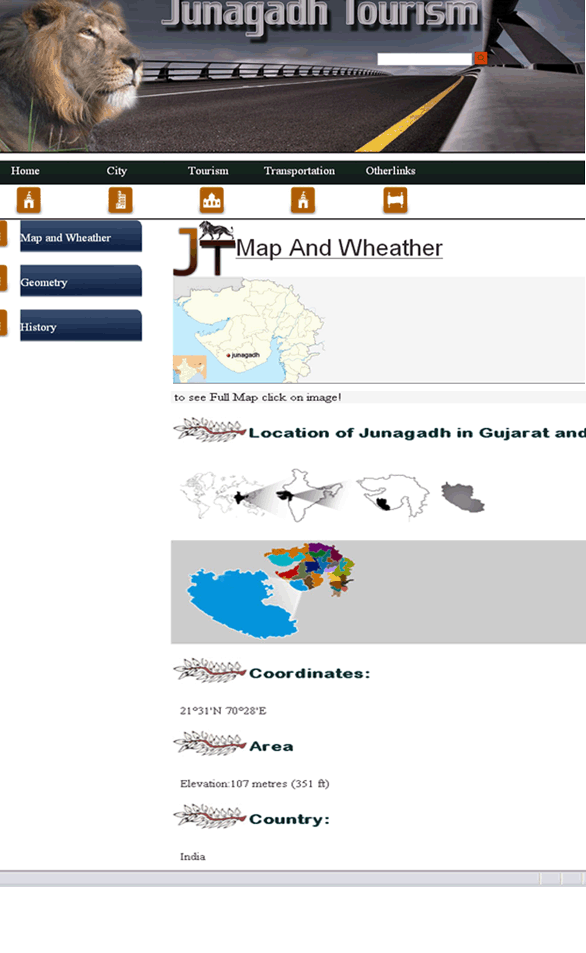 Junagadh Tourism
Home City Tourism Transportation Otherlinks
Map and Wheather
Geometry
History
JT Map And Wheather
junagadh
to see Full Map click on image!
Location of Junagadh in Gujarat and
Coordinates:
21°31'N 70°28'E
Area
Elevation:107 metres (351 ft)
Country:
India